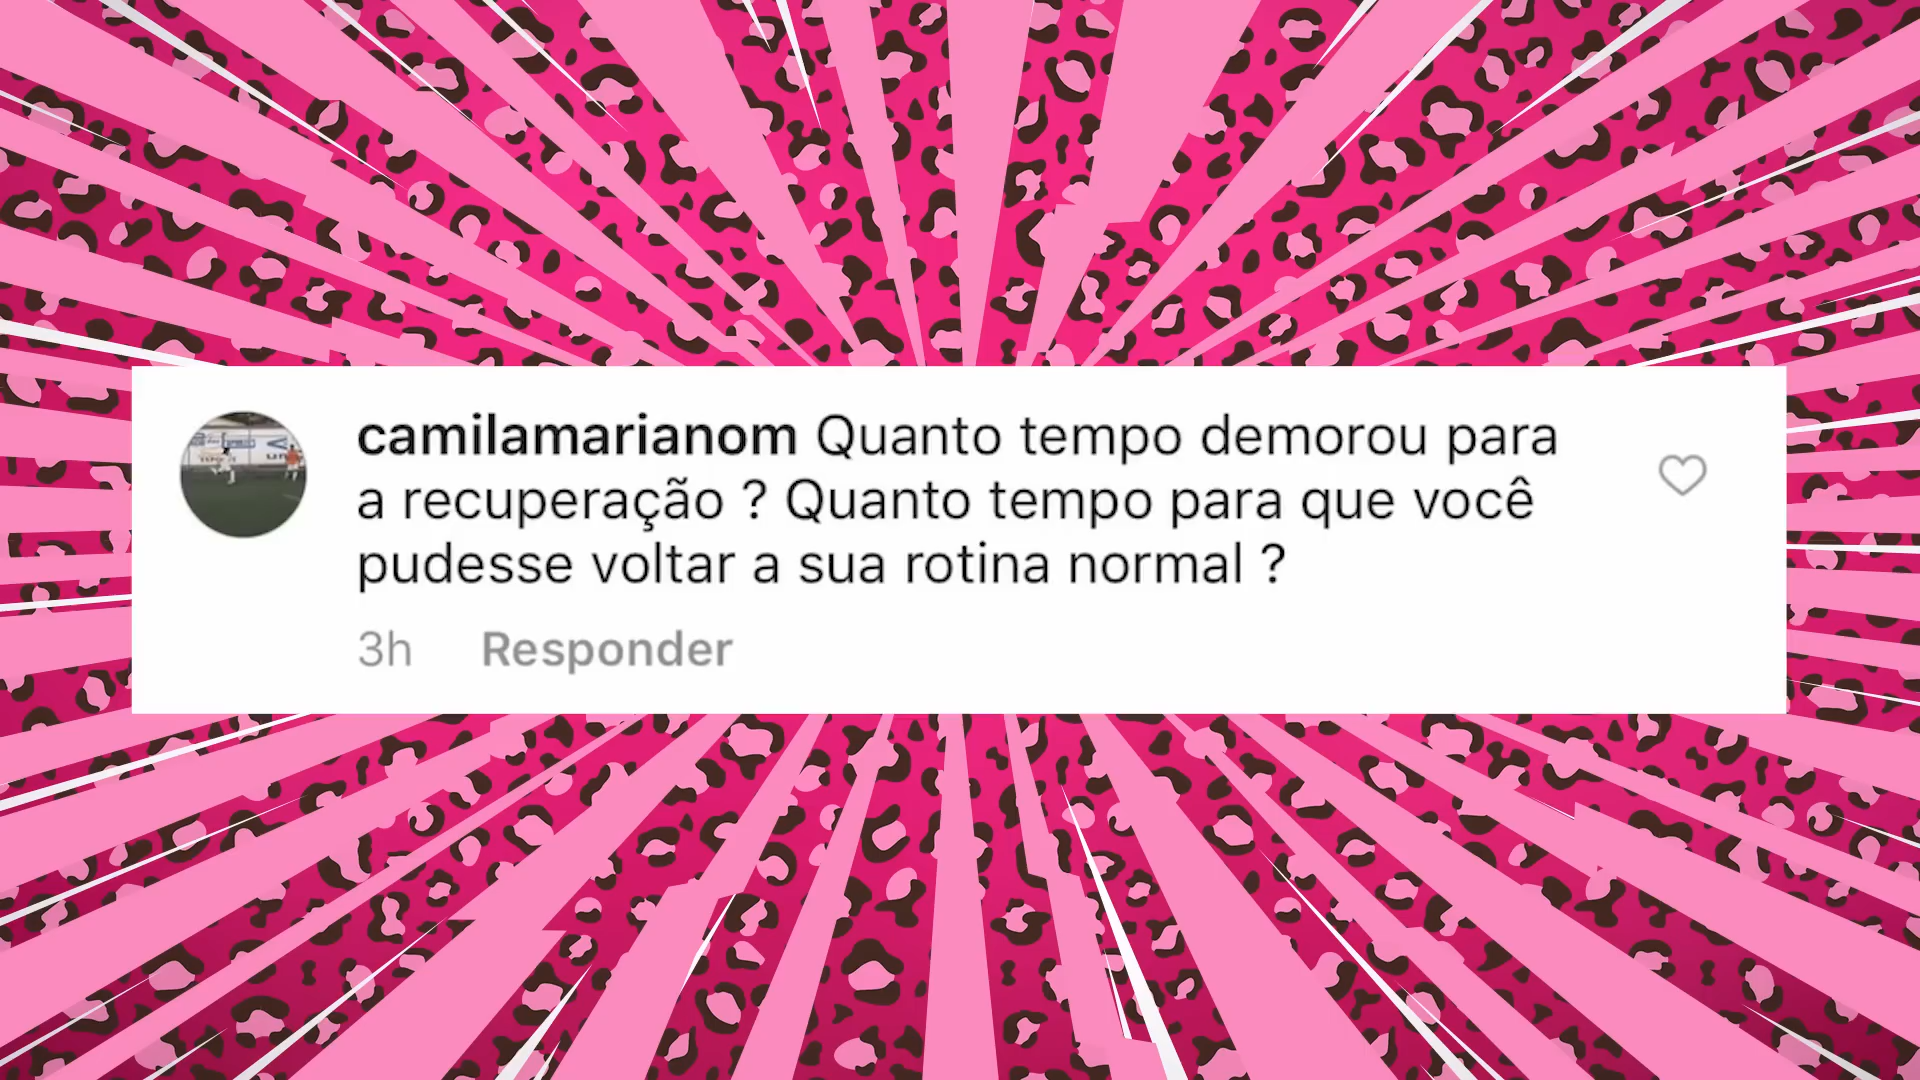 camilamarianom Quanto tempo demorou para
a recuperação ? Quanto tempo para que você
pudesse voltar a sua rotina normal ?
3h Responder